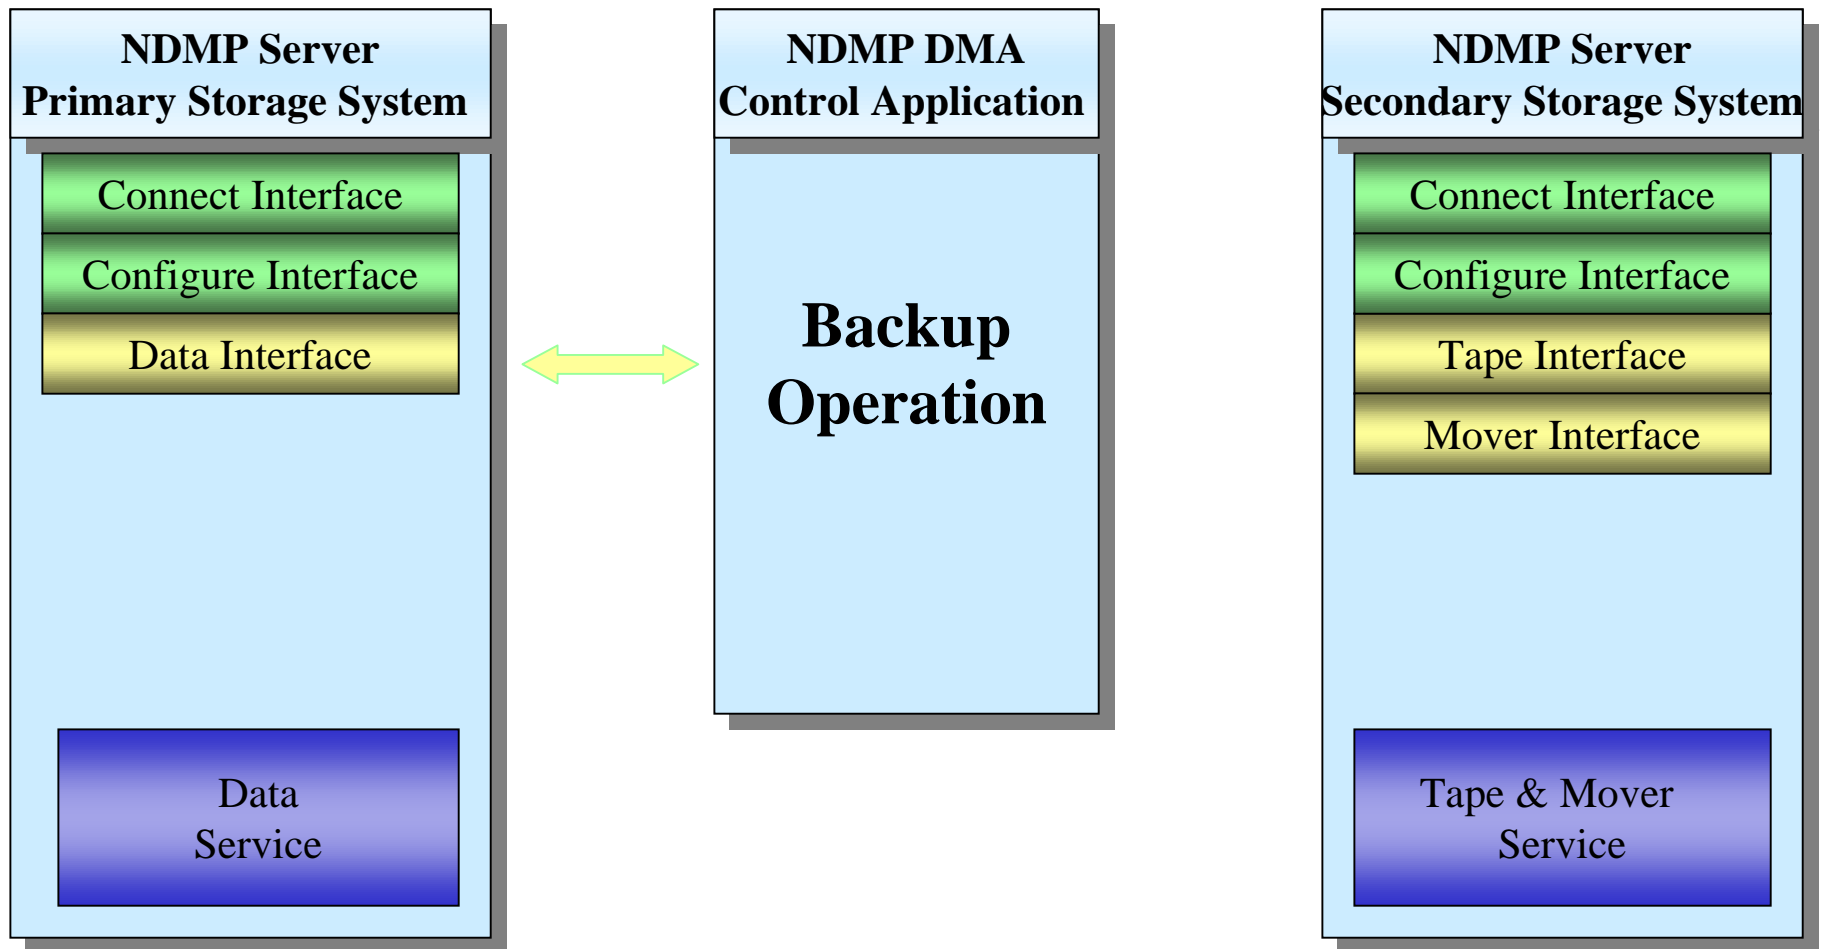 NDMP Server
Primary Storage System
Connect Interface
Configure Interface
Data Interface
Data
Service
NDMP DMA
Control Application
Backup
Operation
NDMP Server
Secondary Storage System
Connect Interface
Configure Interface
Tape Interface
Mover Interface
Tape & Mover
Service